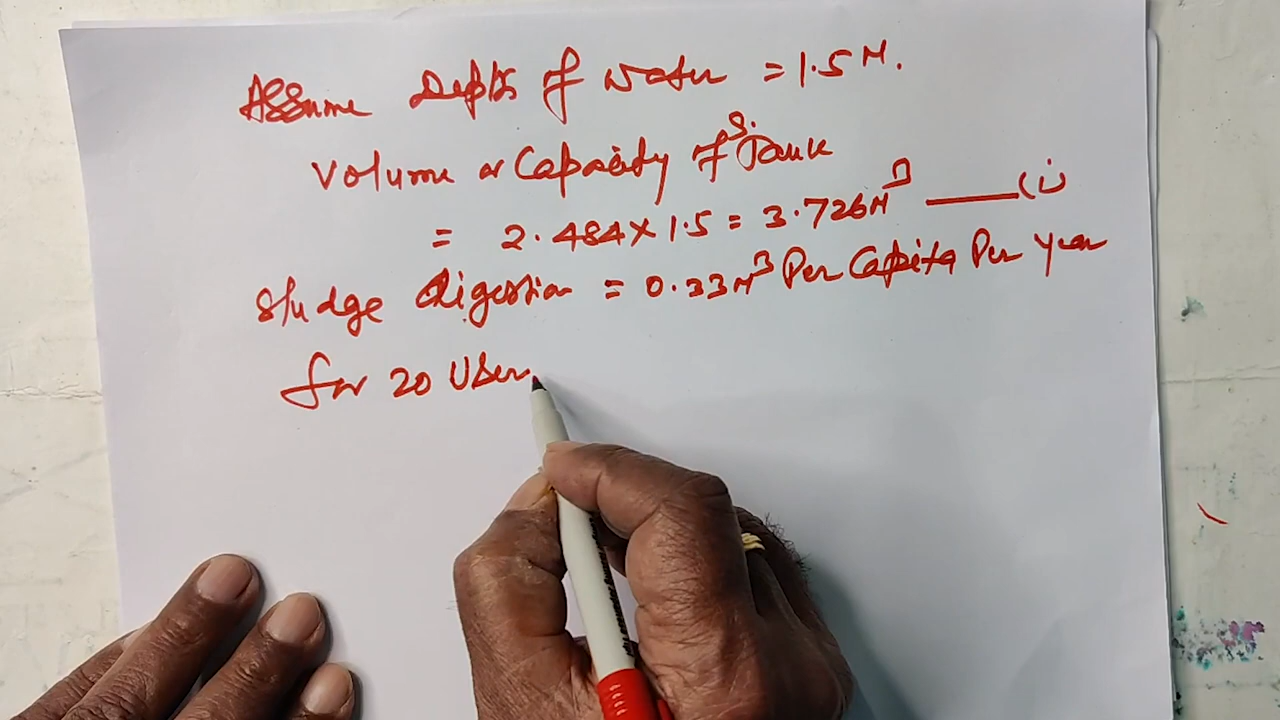 Assume Depth of water = 1.5 M.
Volume or Capacity of S. Tank
= 2.484 x 1.5 = 3.726 M³ ——(i)
Sludge digestion = 0.33 M³ Per Capita Per year
for 20 User